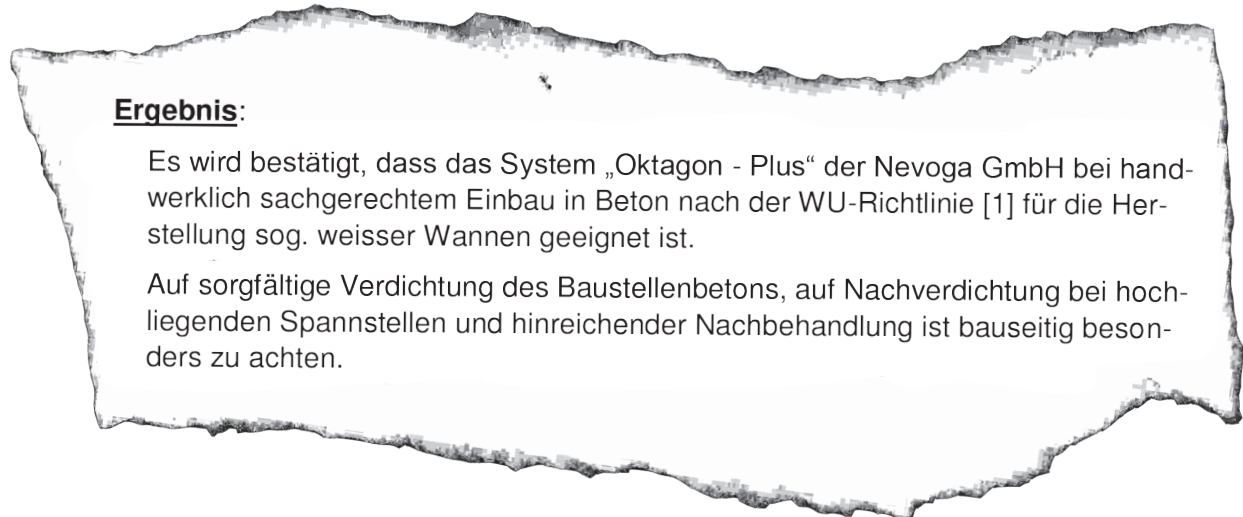 Ergebnis:
Es wird bestätigt, dass das System „Oktagon - Plus“ der Nevoga GmbH bei hand-
werklich sachgerechtem Einbau in Beton nach der WU-Richtlinie [1] für die Her-
stellung sog. weisser Wannen geeignet ist.
Auf sorgfältige Verdichtung des Baustellenbetons, auf Nachverdichtung bei hoch-
liegenden Spannstellen und hinreichender Nachbehandlung ist bauseitig beson-
ders zu achten.